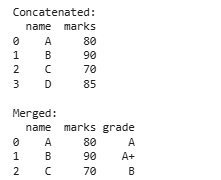 Concatenated:
name marks
0 A 80
1 B 90
2 C 70
3 D 85
Merged:
name marks grade
0 A 80 A
1 B 90 A+
2 C 70 B